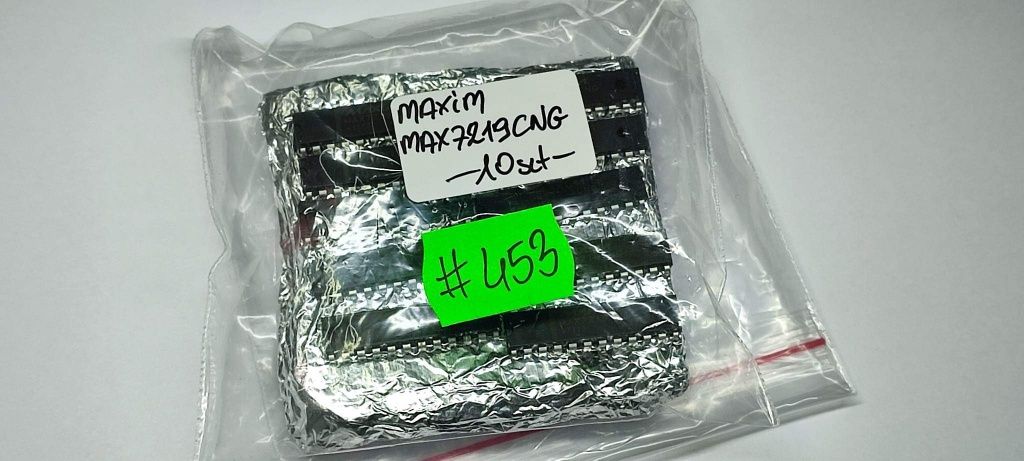 MAXiM
MAX7219CNG
-10szt-
#453